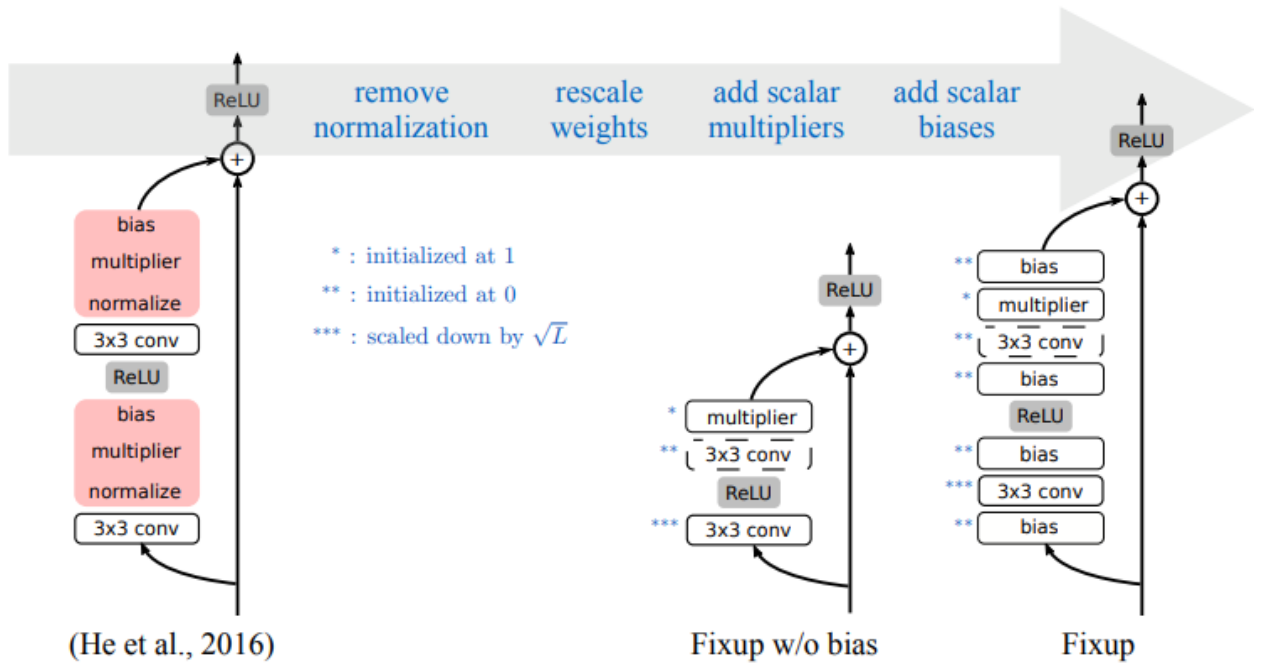 remove
normalization
rescale
weights
add scalar
multipliers
add scalar
biases
ReLU
+
bias
multiplier
normalize
3x3 conv
ReLU
bias
multiplier
normalize
3x3 conv
(He et al., 2016)
* : initialized at 1
** : initialized at 0
*** : scaled down by √L
ReLU
+
* multiplier
** 3x3 conv
ReLU
*** 3x3 conv
Fixup w/o bias
ReLU
+
** bias
* multiplier
** 3x3 conv
** bias
ReLU
** bias
*** 3x3 conv
** bias
Fixup